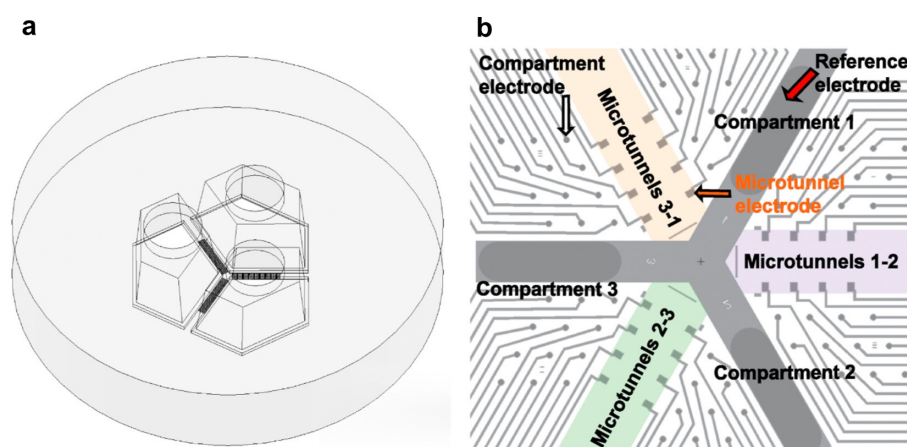 a
b
Compartment
electrode
Reference
electrode
Microtunnels 3-1
Compartment 1
Microtunnel
electrode
Microtunnels 1-2
3
Compartment 3
Microtunnels 2-3
Compartment 2